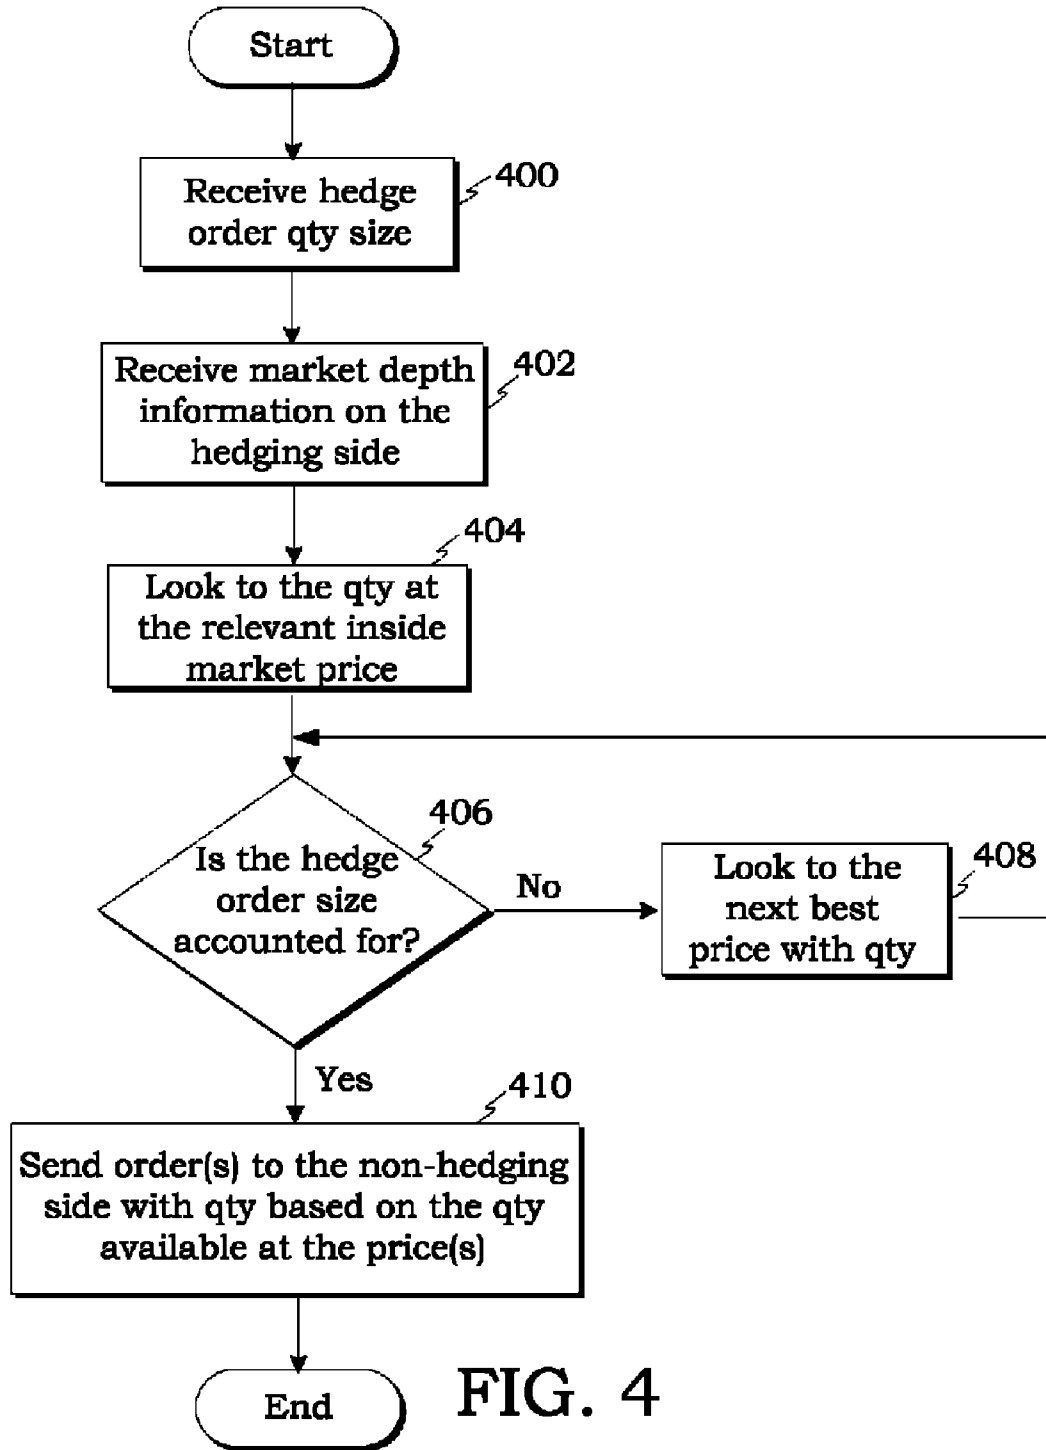 Start
400
Receive hedge
order qty size
402
Receive market depth
information on the
hedging side
404
Look to the qty at
the relevant inside
market price
406
Is the hedge
order size
accounted for?
No
408
Look to the
next best
price with qty
Yes
410
Send order(s) to the non-hedging
side with qty based on the qty
available at the price(s)
End
FIG. 4